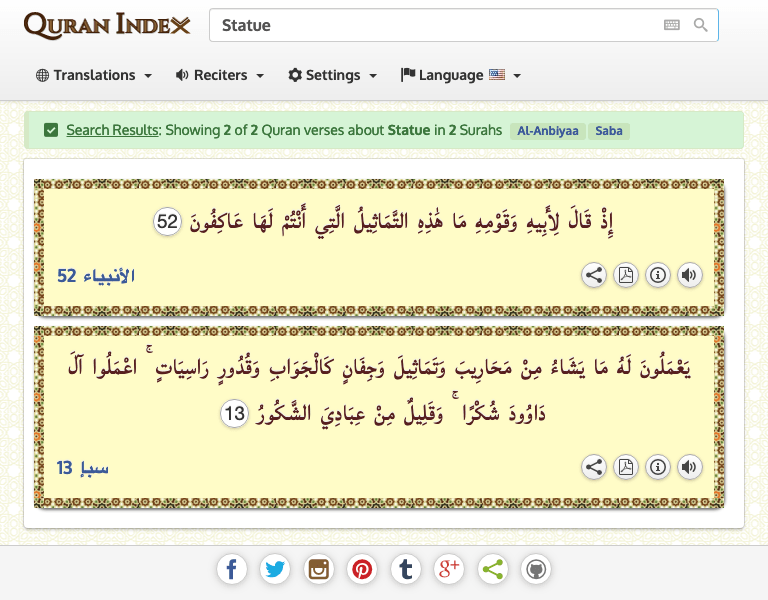 QURAN INDEX
Statue
Translations Reciters Settings Language
Search Results: Showing 2 of 2 Quran verses about Statue in 2 Surahs Al-Anbiyaa Saba
إِذْ قَالَ لِأَبِيهِ وَقَوْمِهِ مَا هَٰذِهِ التَّمَاثِيلُ الَّتِي أَنْتُمْ لَهَا عَاكِفُونَ 52
الأنبياء 52
يَعْمَلُونَ لَهُ مَا يَشَاءُ مِنْ مَحَارِيبَ وَتَمَاثِيلَ وَجِفَانٍ كَالْجَوَابِ وَقُدُورٍ رَاسِيَاتٍ ۚ اعْمَلُوا آلَ
دَاوُودَ شُكْرًا ۚ وَقَلِيلٌ مِنْ عِبَادِيَ الشَّكُورُ 13
سبإ 13